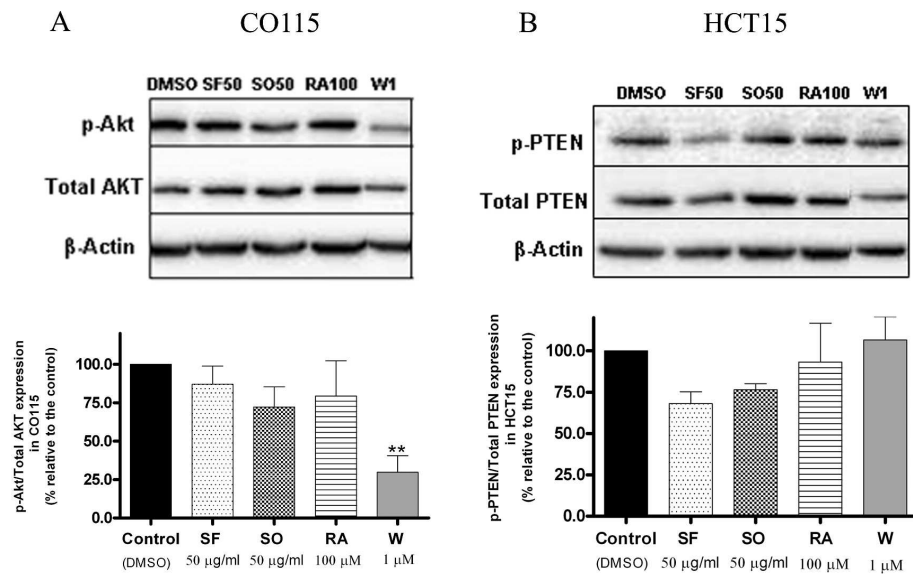 A CO115
DMSO SF50 SO50 RA100 W1
p-Akt
Total AKT
β-Actin
p-Akt/Total AKT expression
in CO115
(% relative to the control)
100.0
75.0
50.0
25.0
0.0
**
Control SF SO RA W
(DMSO) 50 μg/ml 50 μg/ml 100 μM 1 μM
B HCT15
DMSO SF50 SO50 RA100 W1
p-PTEN
Total PTEN
β-Actin
p-PTEN/Total PTEN expression
in HCT15
(% relative to the control)
100.0
75.0
50.0
25.0
0.0
Control SF SO RA W
(DMSO) 50 μg/ml 50 μg/ml 100 μM 1 μM